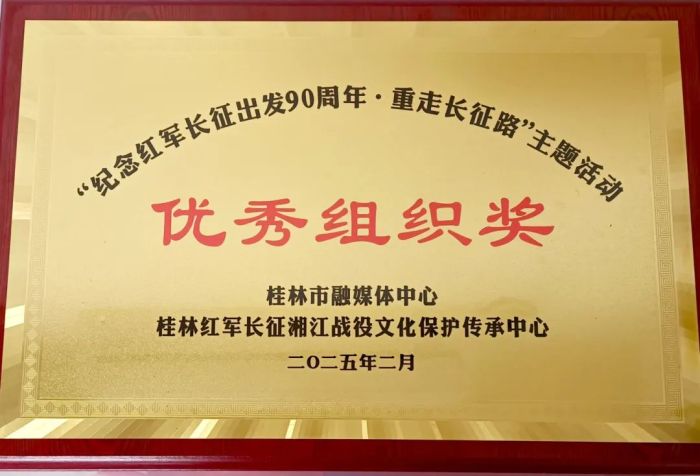 “纪念红军长征出发90周年·重走长征路”主题活动
优秀组织奖
桂林市融媒体中心
桂林红军长征湘江战役文化保护传承中心
二〇二五年二月